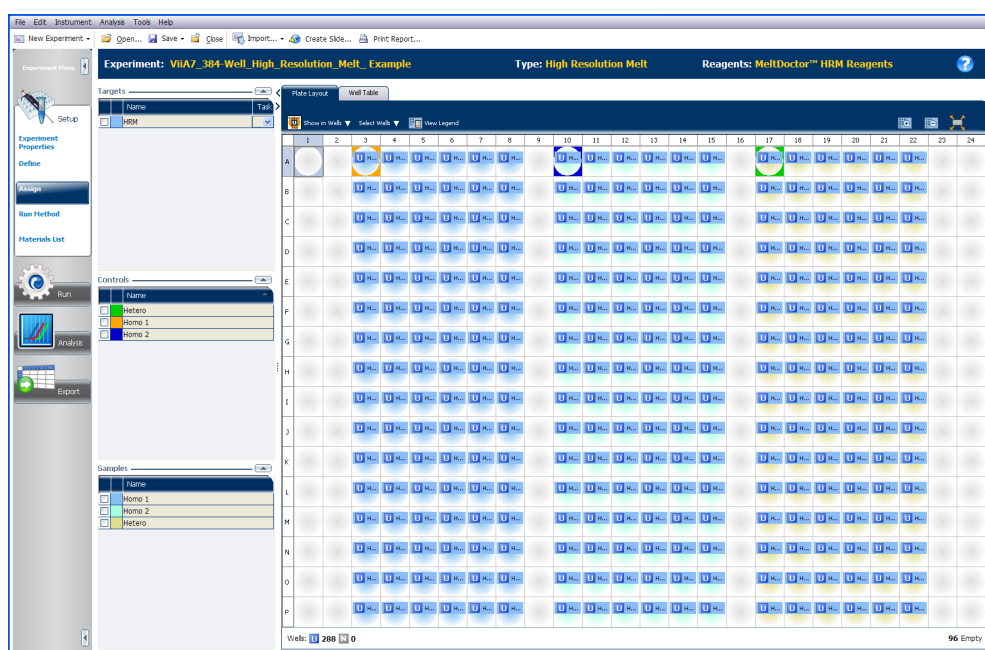 File Edit Instrument Analysis Tools Help
New Experiment Open... Save Close Import... Create Slide... Print Report...
Experiment Menu
Experiment: ViiA7_384-Well_High_Resolution_Melt_ Example Type: High Resolution Melt Reagents: MeltDoctor™ HRM Reagents ?
Setup
Experiment
Properties
Define
Assign
Run Method
Materials List
Run
Analysis
Export
Targets
Name Task
HRM
Controls
Name
Hetero
Homo 1
Homo 2
Samples
Name
Homo 1
Homo 2
Hetero
Plate Layout Well Table
U Show in Wells Select Wells View Legend
1 2 3 4 5 6 7 8 9 10 11 12 13 14 15 16 17 18 19 20 21 22 23 24
A U H... U H... U H... U H... U H... U H... U H... U H... U H... U H... U H... U H... U H... U H... U H... U H... U H... U H...
B U H... U H... U H... U H... U H... U H... U H... U H... U H... U H... U H... U H... U H... U H... U H... U H... U H... U H...
C U H... U H... U H... U H... U H... U H... U H... U H... U H... U H... U H... U H... U H... U H... U H... U H... U H... U H...
D U H... U H... U H... U H... U H... U H... U H... U H... U H... U H... U H... U H... U H... U H... U H... U H... U H... U H...
E U H... U H... U H... U H... U H... U H... U H... U H... U H... U H... U H... U H... U H... U H... U H... U H... U H... U H...
F U H... U H... U H... U H... U H... U H... U H... U H... U H... U H... U H... U H... U H... U H... U H... U H... U H... U H...
G U H... U H... U H... U H... U H... U H... U H... U H... U H... U H... U H... U H... U H... U H... U H... U H... U H... U H...
H U H... U H... U H... U H... U H... U H... U H... U H... U H... U H... U H... U H... U H... U H... U H... U H... U H... U H...
I U H... U H... U H... U H... U H... U H... U H... U H... U H... U H... U H... U H... U H... U H... U H... U H... U H... U H...
J U H... U H... U H... U H... U H... U H... U H... U H... U H... U H... U H... U H... U H... U H... U H... U H... U H... U H...
K U H... U H... U H... U H... U H... U H... U H... U H... U H... U H... U H... U H... U H... U H... U H... U H... U H... U H...
L U H... U H... U H... U H... U H... U H... U H... U H... U H... U H... U H... U H... U H... U H... U H... U H... U H... U H...
M U H... U H... U H... U H... U H... U H... U H... U H... U H... U H... U H... U H... U H... U H... U H... U H... U H... U H...
N U H... U H... U H... U H... U H... U H... U H... U H... U H... U H... U H... U H... U H... U H... U H... U H... U H... U H...
O U H... U H... U H... U H... U H... U H... U H... U H... U H... U H... U H... U H... U H... U H... U H... U H... U H... U H...
P U H... U H... U H... U H... U H... U H... U H... U H... U H... U H... U H... U H... U H... U H... U H... U H... U H... U H...
Wells: U 288 N 0 96 Empty